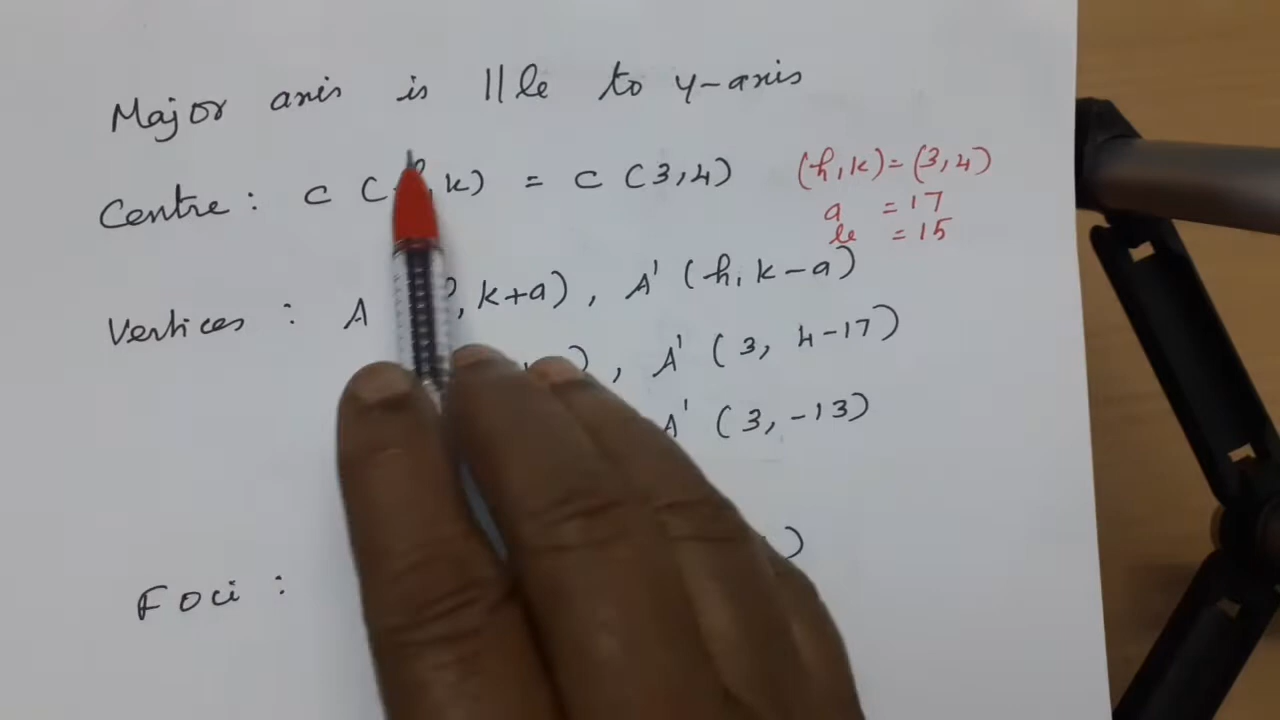 Major axis is ||le to y-axis
Centre : C ( , k) = C (3,4)
(h,k)=(3,4)
a = 17
= 15
Vertices : A , k+a) , A' (h, k-a)
) , A' (3, 4-17)
A' (3, -13)
Foci :